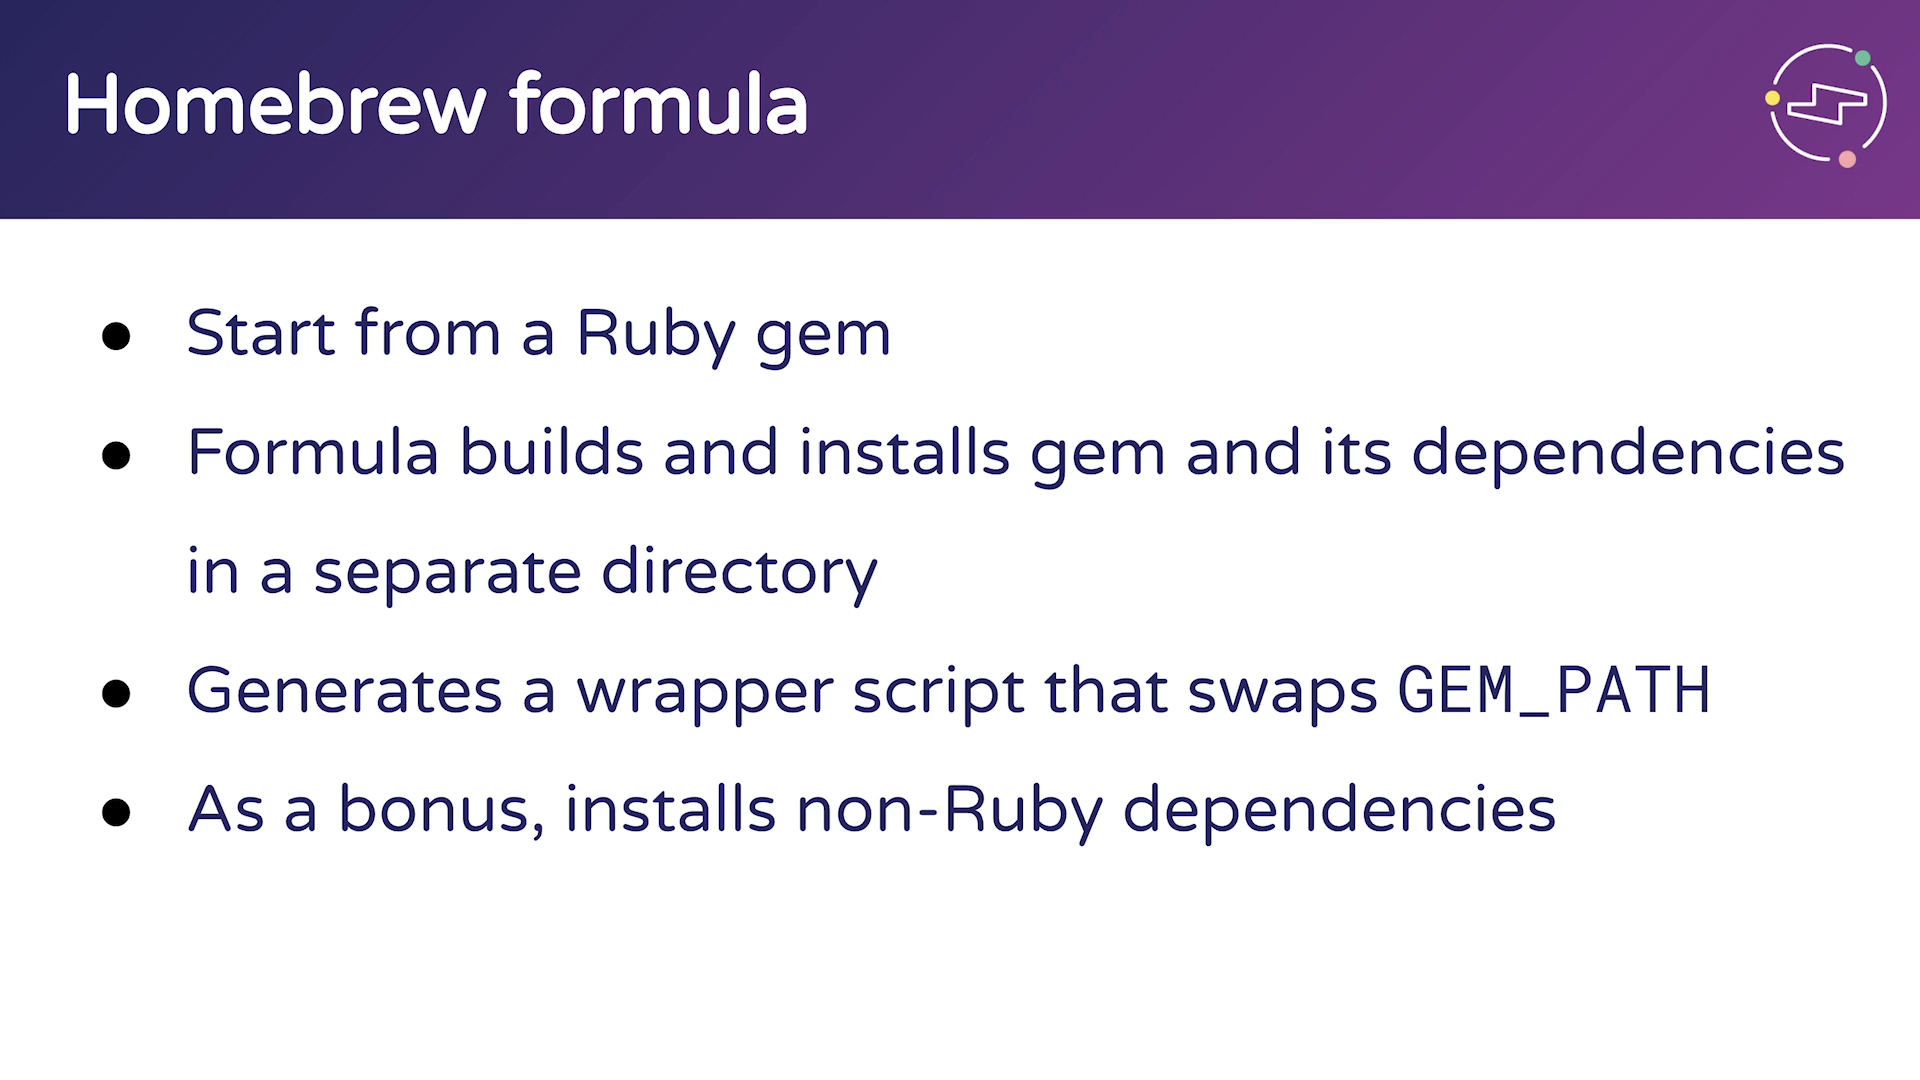 Homebrew formula
● Start from a Ruby gem
● Formula builds and installs gem and its dependencies
in a separate directory
● Generates a wrapper script that swaps GEM_PATH
● As a bonus, installs non-Ruby dependencies